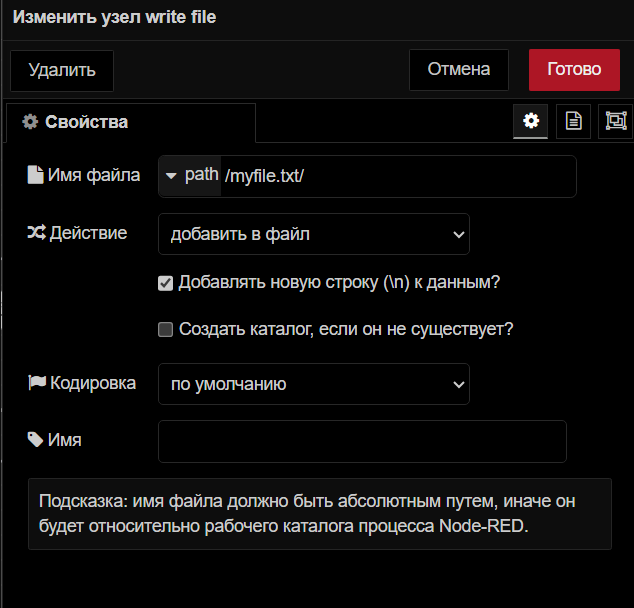 Изменить узел write file
Удалить
Отмена
Готово
Свойства
Имя файла
path /myfile.txt/
Действие
добавить в файл
Добавлять новую строку (\n) к данным?
Создать каталог, если он не существует?
Кодировка
по умолчанию
Имя
Подсказка: имя файла должно быть абсолютным путем, иначе он
будет относительно рабочего каталога процесса Node-RED.